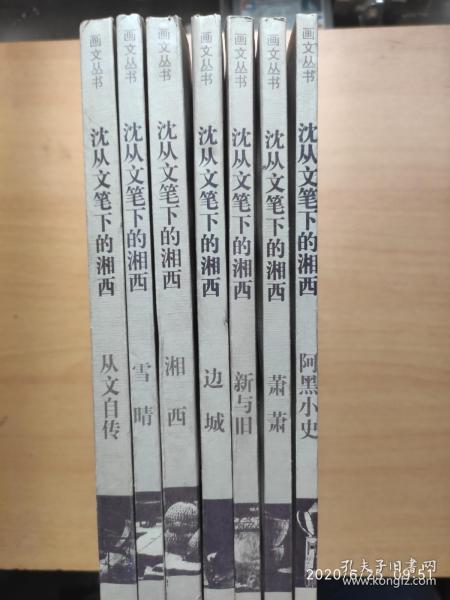 画文丛书
沈从文笔下的湘西
从文自传
画文丛书
沈从文笔下的湘西
雪晴
画文丛书
沈从文笔下的湘西
湘西
画文丛书
沈从文笔下的湘西
边城
画文丛书
沈从文笔下的湘西
新与旧
画文丛书
沈从文笔下的湘西
萧萧
画文丛书
沈从文笔下的湘西
阿黑小史
孔夫子旧书网